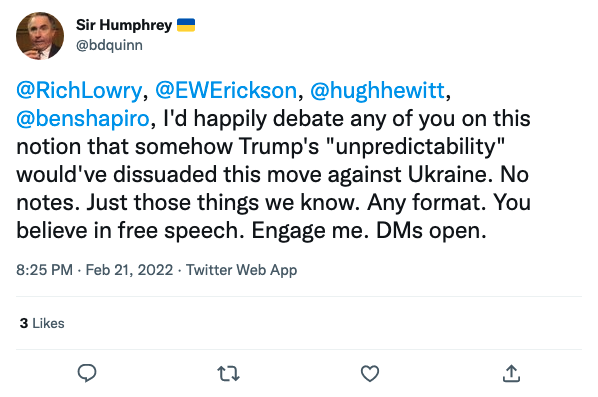 Sir Humphrey 🇺🇦
@bdquinn
@RichLowry, @EWErickson, @hughhewitt,
@benshapiro, I'd happily debate any of you on this
notion that somehow Trump's "unpredictability"
would've dissuaded this move against Ukraine. No
notes. Just those things we know. Any format. You
believe in free speech. Engage me. DMs open.
8:25 PM · Feb 21, 2022 · Twitter Web App
3 Likes